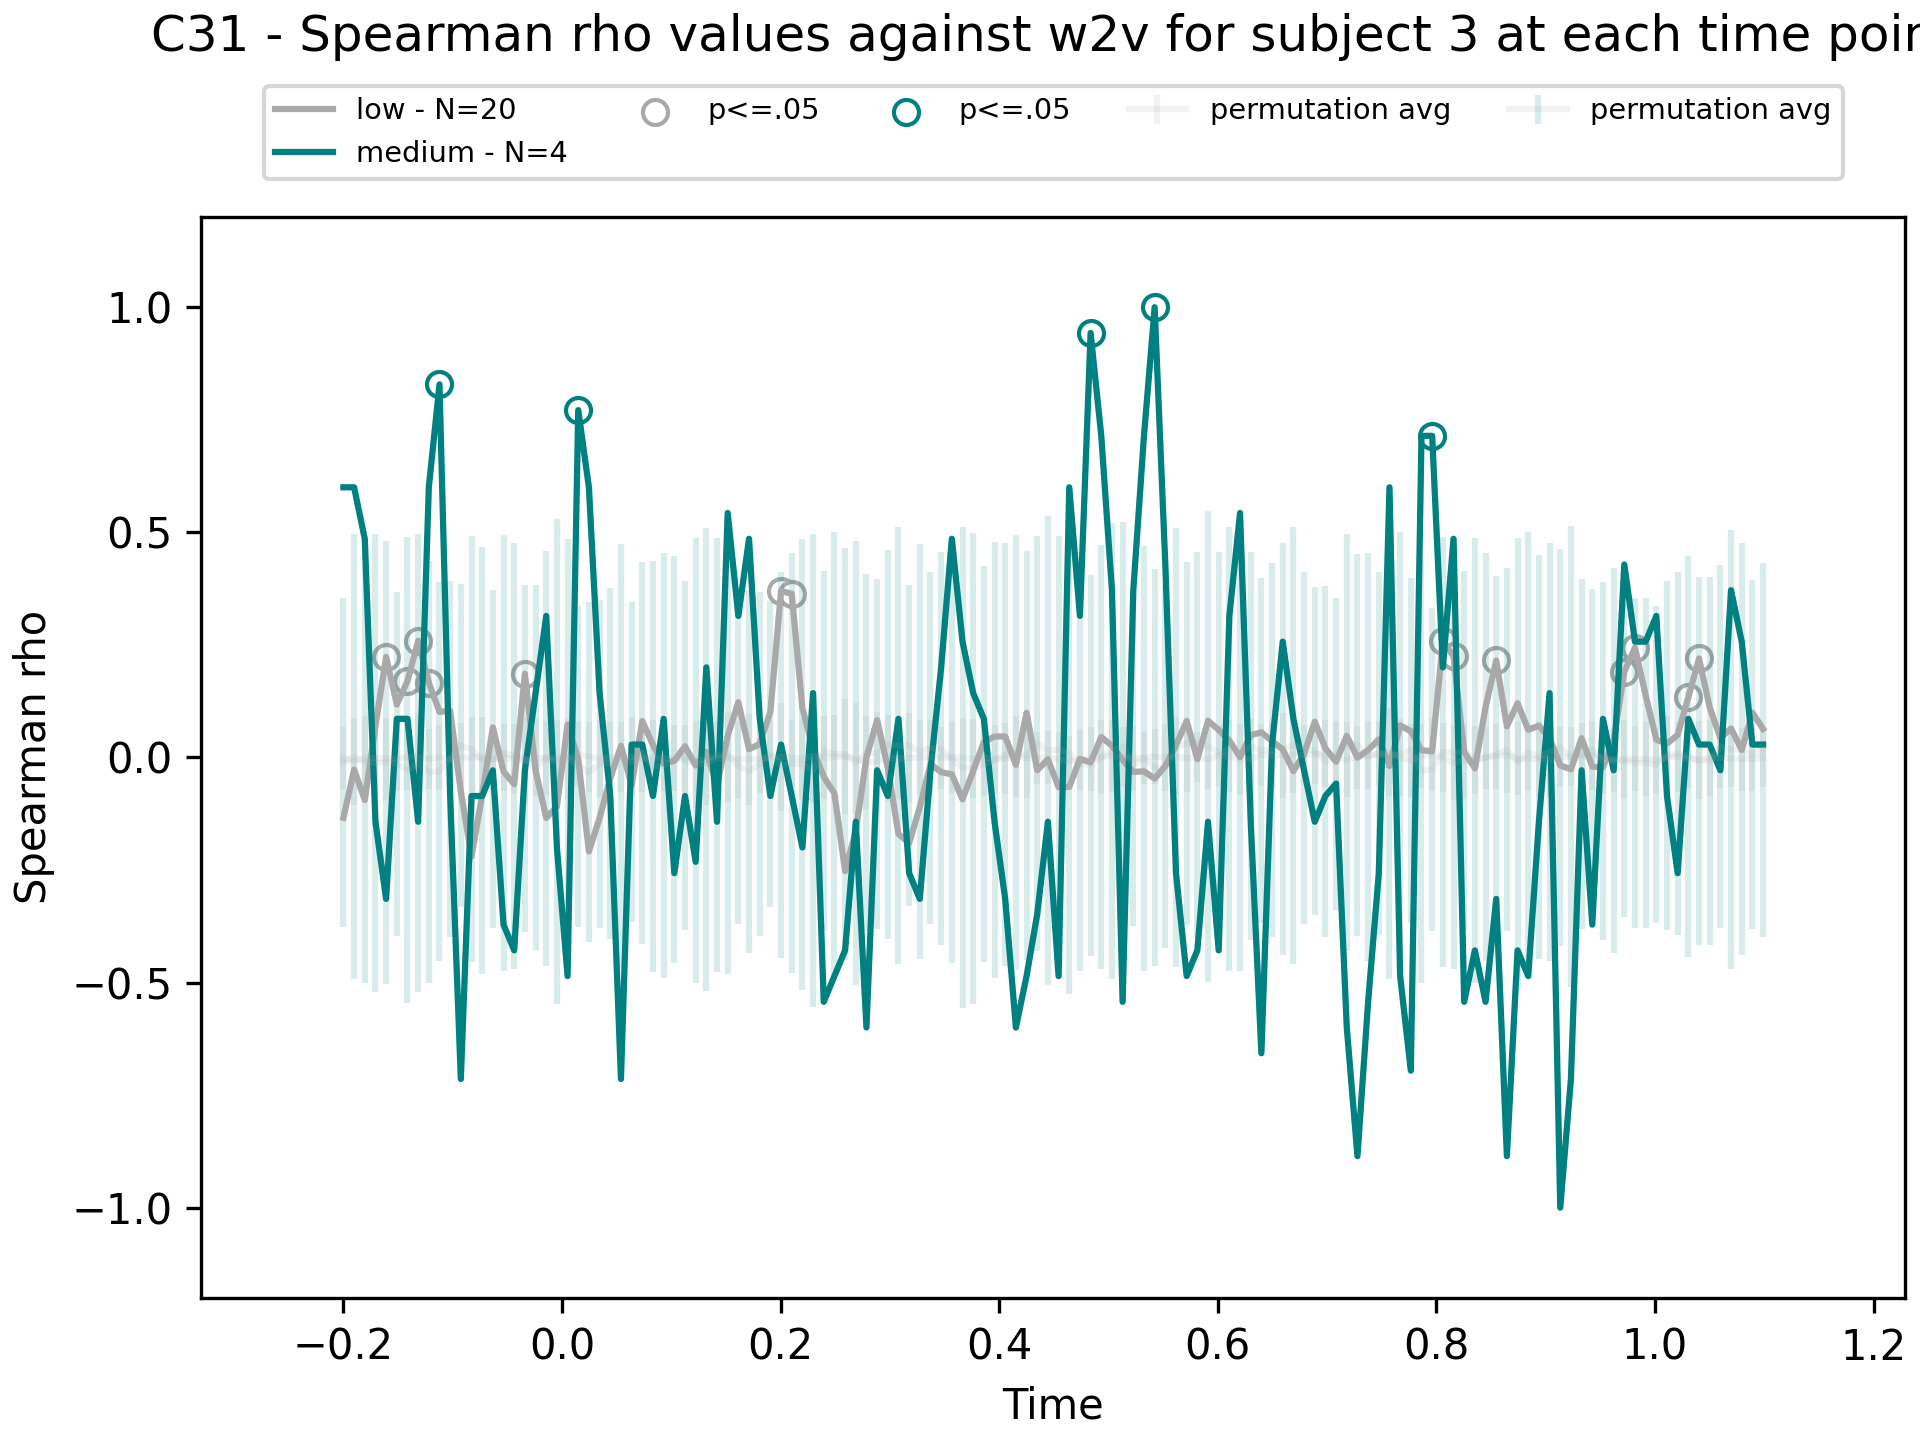 C31 - Spearman rho values against w2v for subject 3 at each time poin
low - N=20
medium - N=4
p<=.05
p<=.05
permutation avg
permutation avg
Spearman rho
1.0
0.5
0.0
−0.5
−1.0
−0.2 0.0 0.2 0.4 0.6 0.8 1.0 1.2
Time